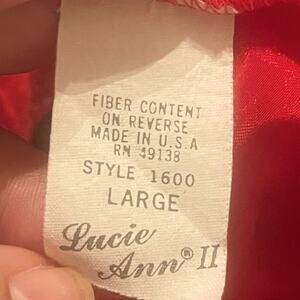 FIBER CONTENT
ON REVERSE
MADE IN U.S.A
RN 49138
STYLE 1600
LARGE
Lucie
Ann® II